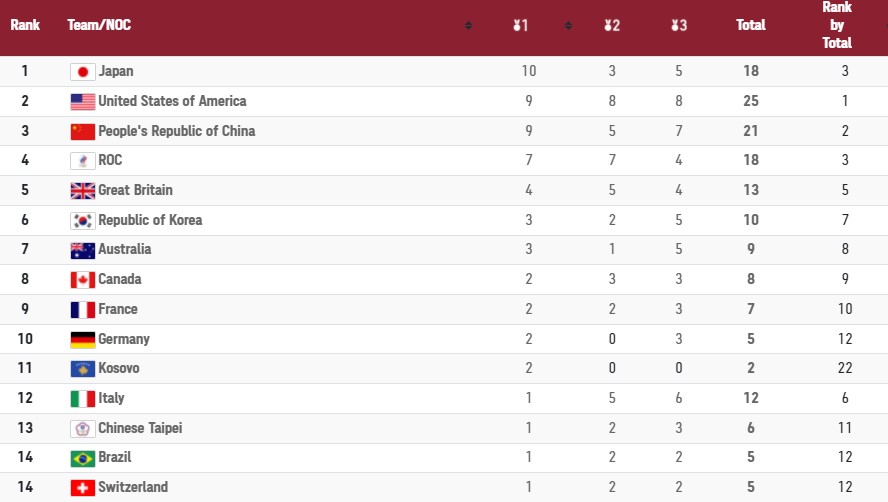 Rank Team/NOC 1 2 3 Total Rank by Total
1 Japan 10 3 5 18 3
2 United States of America 9 8 8 25 1
3 People's Republic of China 9 5 7 21 2
4 ROC 7 7 4 18 3
5 Great Britain 4 5 4 13 5
6 Republic of Korea 3 2 5 10 7
7 Australia 3 1 5 9 8
8 Canada 2 3 3 8 9
9 France 2 2 3 7 10
10 Germany 2 0 3 5 12
11 Kosovo 2 0 0 2 22
12 Italy 1 5 6 12 6
13 Chinese Taipei 1 2 3 6 11
14 Brazil 1 2 2 5 12
14 Switzerland 1 2 2 5 12